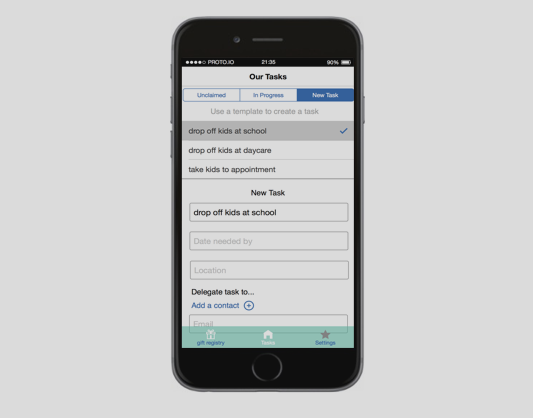 PROTO.IO 21:35 90%
Our Tasks
Unclaimed In Progress New Task
Use a template to create a task
drop off kids at school
drop off kids at daycare
take kids to appointment
New Task
drop off kids at school
Date needed by
Location
Delegate task to...
Add a contact
Email
gift registry Tasks Settings